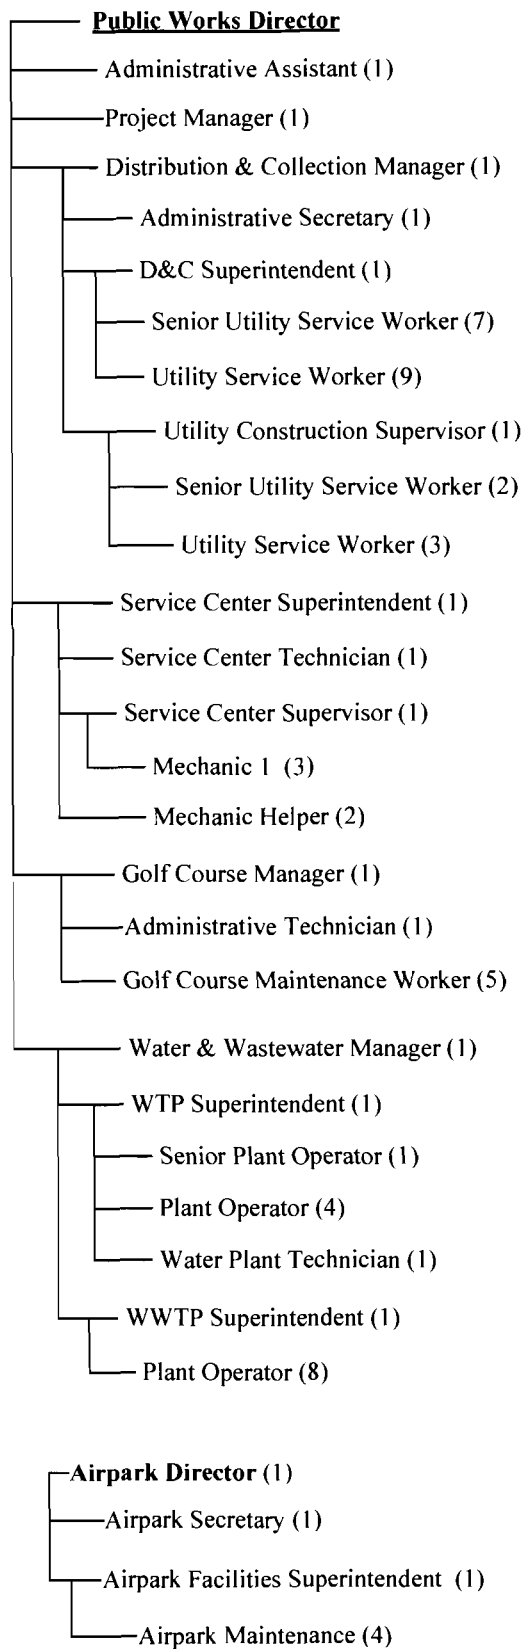 Public Works Director
Administrative Assistant (1)
Project Manager (1)
Distribution & Collection Manager (1)
Administrative Secretary (1)
D&C Superintendent (1)
Senior Utility Service Worker (7)
Utility Service Worker (9)
Utility Construction Supervisor (1)
Senior Utility Service Worker (2)
Utility Service Worker (3)
Service Center Superintendent (1)
Service Center Technician (1)
Service Center Supervisor (1)
Mechanic 1 (3)
Mechanic Helper (2)
Golf Course Manager (1)
Administrative Technician (1)
Golf Course Maintenance Worker (5)
Water & Wastewater Manager (1)
WTP Superintendent (1)
Senior Plant Operator (1)
Plant Operator (4)
Water Plant Technician (1)
WWTP Superintendent (1)
Plant Operator (8)
Airpark Director (1)
Airpark Secretary (1)
Airpark Facilities Superintendent (1)
Airpark Maintenance (4)